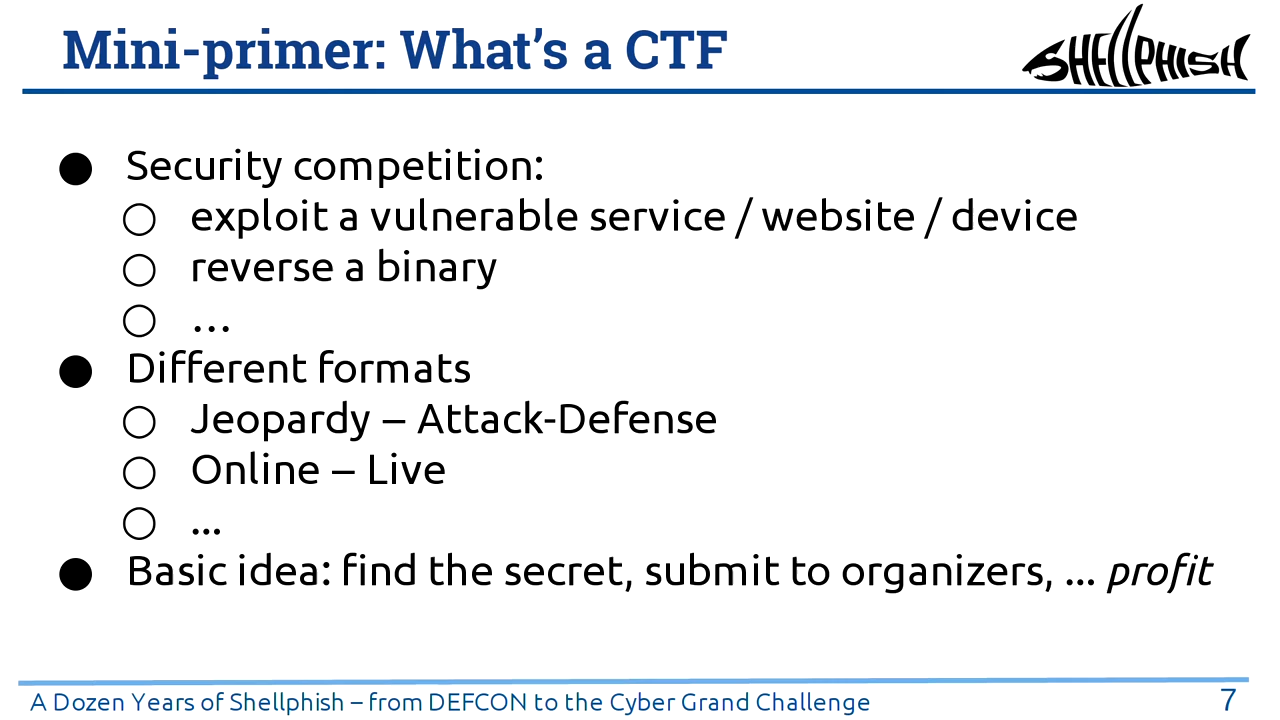 Mini-primer: What’s a CTF
SHELLPHISH
● Security competition:
○ exploit a vulnerable service / website / device
○ reverse a binary
○ …
● Different formats
○ Jeopardy – Attack-Defense
○ Online – Live
○ ...
● Basic idea: find the secret, submit to organizers, ... profit
A Dozen Years of Shellphish – from DEFCON to the Cyber Grand Challenge
7